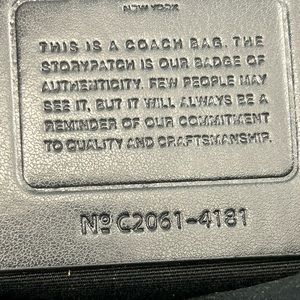 NEW YORK
THIS IS A COACH BAG. THE
STORYPATCH IS OUR BADGE OF
AUTHENTICITY. FEW PEOPLE MAY
SEE IT, BUT IT WILL ALWAYS BE A
REMINDER OF OUR COMMITMENT
TO QUALITY AND CRAFTSMANSHIP.
Nº C2061-4181